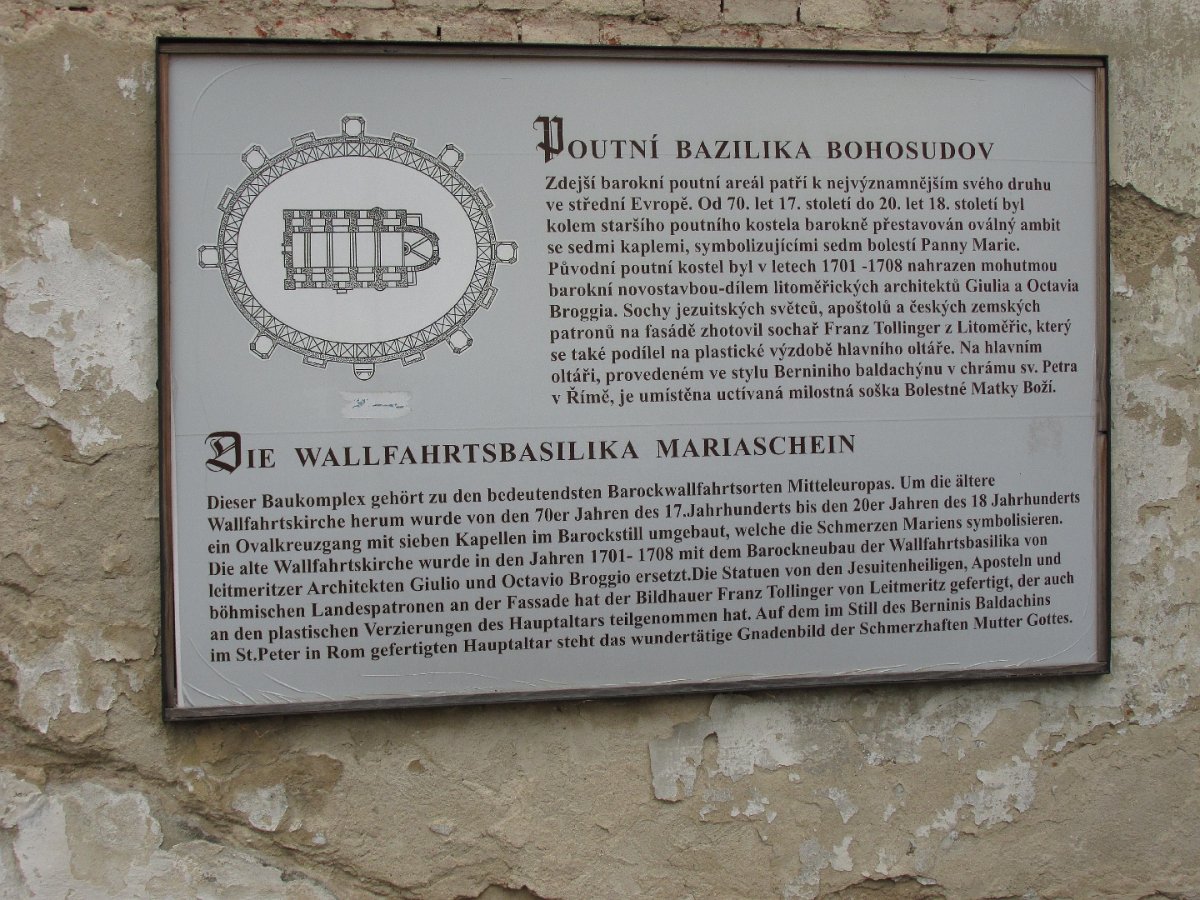 POUTNÍ BAZILIKA BOHOSUDOV
Zdejší barokní poutní areál patří k nejvýznamnějším svého druhu
ve střední Evropě. Od 70. let 17. století do 20. let 18. století byl
kolem staršího poutního kostela barokně přestavován oválný ambit
se sedmi kaplemi, symbolizujícími sedm bolestí Panny Marie.
Původní poutní kostel byl v letech 1701 -1708 nahrazen mohutmou
barokní novostavbou-dílem litoměřických architektů Giulia a Octavia
Broggia. Sochy jezuitských světců, apoštolů a českých zemských
patronů na fasádě zhotovil sochař Franz Tollinger z Litoměřic, který
se také podílel na plastické výzdobě hlavního oltáře. Na hlavním
oltáři, provedeném ve stylu Berniniho baldachýnu v chrámu sv. Petra
v Římě, je umístěna uctívaná milostná soška Bolestné Matky Boží.
DIE WALLFAHRTSBASILIKA MARIASCHEIN
Dieser Baukomplex gehört zu den bedeutendsten Barockwallfahrtsorten Mitteleuropas. Um die ältere
Wallfahrtskirche herum wurde von den 70er Jahren des 17.Jahrhunderts bis den 20er Jahren des 18 Jahrhunderts
ein Ovalkreuzgang mit sieben Kapellen im Barockstill umgebaut, welche die Schmerzen Mariens symbolisieren.
Die alte Wallfahrtskirche wurde in den Jahren 1701- 1708 mit dem Barockneubau der Wallfahrtsbasilika von
leitmeritzer Architekten Giulio und Octavio Broggio ersetzt.Die Statuen von den Jesuitenheiligen, Aposteln und
böhmischen Landespatronen an der Fassade hat der Bildhauer Franz Tollinger von Leitmeritz gefertigt, der auch
an den plastischen Verzierungen des Hauptaltars teilgenommen hat. Auf dem im Still des Berninis Baldachins
im St.Peter in Rom gefertigten Hauptaltar steht das wundertätige Gnadenbild der Schmerzhaften Mutter Gottes.